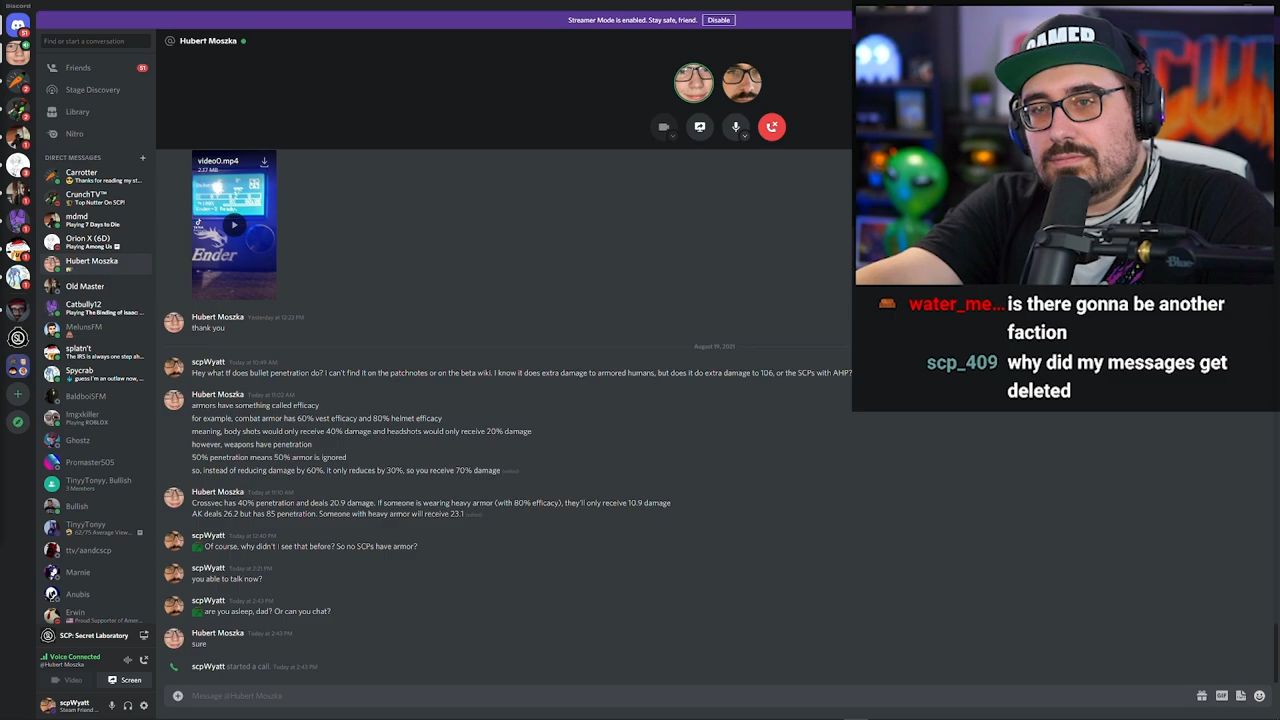 Discord
Streamer Mode is enabled. Stay safe, friend.
Disable
51
Find or start a conversation
Friends
51
Stage Discovery
Library
Nitro
DIRECT MESSAGES
Carrotter
Thanks for reading my st...
CrunchTV™
Top Nutter On SCP!
mdmd
Playing 7 Days to Die
Orion X (6D)
Playing Among Us
Hubert Moszka
Old Master
Catbully12
Playing The Binding of Isaac: ...
MelunsFM
splatn't
The IRS is always one step ah...
Spycrab
guess I'm an outlaw now, ...
BaldboiSFM
Imgxkiller
Playing ROBLOX
Ghostz
Promaster505
TinyyTonyy, Bullish
3 Members
Bullish
TinyyTonyy
62/75 Average View...
ttv/aandcscp
Marnie
Anubis
Erwin
Proud Supporter of Amer...
SCP: Secret Laboratory
Voice Connected
@Hubert Moszka
Video
Screen
scpWyatt
Steam Friend ...
Hubert Moszka
video0.mp4
2.17 MB
Ender
Hubert Moszka Yesterday at 12:23 PM
thank you
August 19, 2021
scpWyatt Today at 10:49 AM
Hey what tf does bullet penetration do? I can't find it on the patchnotes or on the beta wiki. I know it does extra damage to armored humans, but does it do extra damage to 106, or the SCPs with AHP?
Hubert Moszka Today at 11:02 AM
armors have something called efficacy
for example, combat armor has 60% vest efficacy and 80% helmet efficacy
meaning, body shots would only receive 40% damage and headshots would only receive 20% damage
however, weapons have penetration
50% penetration means 50% armor is ignored
so, instead of reducing damage by 60%, it only reduces by 30%, so you receive 70% damage (edited)
Hubert Moszka Today at 11:10 AM
Crossvec has 40% penetration and deals 20.9 damage. If someone is wearing heavy armor (with 80% efficacy), they'll only receive 10.9 damage
AK deals 26.2 but has 85 penetration. Someone with heavy armor will receive 23.1 (edited)
scpWyatt Today at 12:40 PM
Of course, why didn't I see that before? So no SCPs have armor?
scpWyatt Today at 2:21 PM
you able to talk now?
scpWyatt Today at 2:43 PM
are you asleep, dad? Or can you chat?
Hubert Moszka Today at 2:43 PM
sure
scpWyatt started a call. Today at 2:43 PM
Message @Hubert Moszka
GIF
GAMER
Blue
water_me... is there gonna be another
faction
scp_409 why did my messages get
deleted